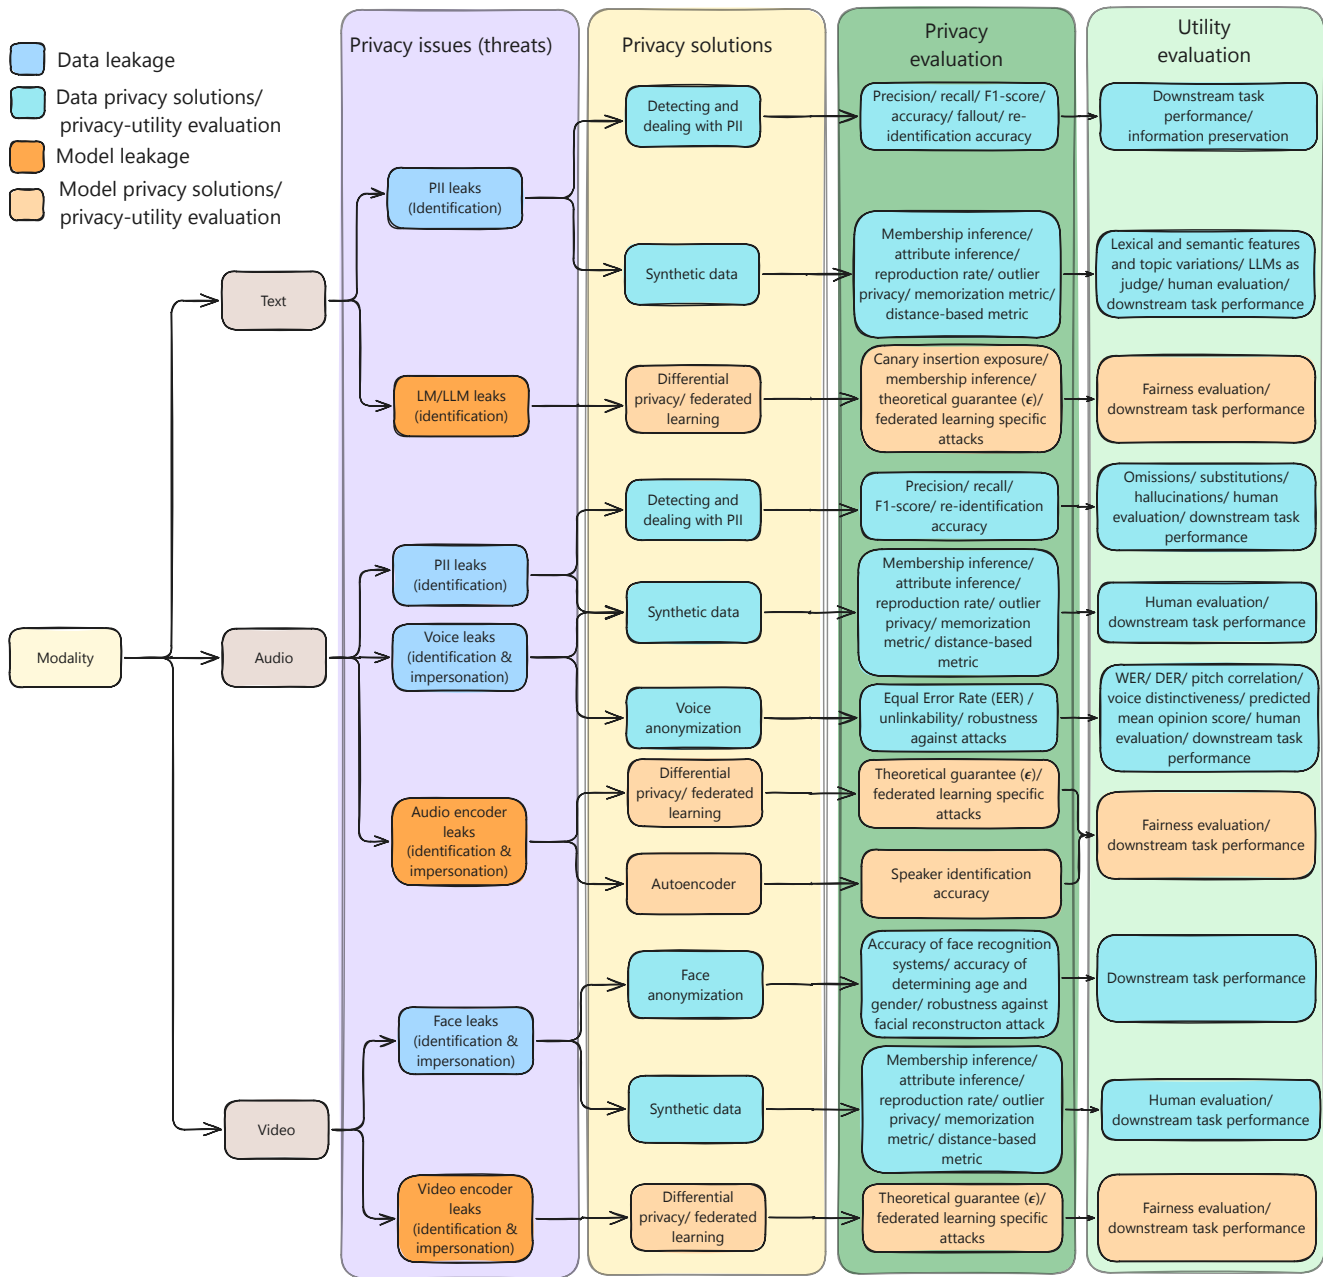 Data leakage
Data privacy solutions/
privacy-utility evaluation
Model leakage
Model privacy solutions/
privacy-utility evaluation
Privacy issues (threats)
Privacy solutions
Privacy
evaluation
Utility
evaluation
Modality
Text
Audio
Video
PII leaks
(Identification)
LM/LLM leaks
(identification)
PII leaks
(identification)
Voice leaks
(identification &
impersonation)
Audio encoder
leaks
(identification &
impersonation)
Face leaks
(identification &
impersonation)
Video encoder
leaks
(identification &
impersonation)
Detecting and
dealing with PII
Synthetic data
Differential
privacy/ federated
learning
Detecting and
dealing with PII
Synthetic data
Voice
anonymization
Differential
privacy/ federated
learning
Autoencoder
Face
anonymization
Synthetic data
Differential
privacy/ federated
learning
Precision/ recall/ F1-score/
accuracy/ fallout/ re-
identification accuracy
Membership inference/
attribute inference/
reproduction rate/ outlier
privacy/ memorization metric/
distance-based metric
Canary insertion exposure/
membership inference/
theoretical guarantee (ϵ)/
federated learning specific
attacks
Precision/ recall/
F1-score/ re-identification
accuracy
Membership inference/
attribute inference/
reproduction rate/ outlier
privacy/ memorization
metric/ distance-based
metric
Equal Error Rate (EER) /
unlinkability/ robustness
against attacks
Theoretical guarantee (ϵ)/
federated learning specific
attacks
Speaker identification
accuracy
Accuracy of face recognition
systems/ accuracy of
determining age and
gender/ robustness against
facial reconstructon attack
Membership inference/
attribute inference/
reproduction rate/ outlier
privacy/ memorization
metric/ distance-based
metric
Theoretical guarantee (ϵ)/
federated learning specific
attacks
Downstream task
performance/
information preservation
Lexical and semantic features
and topic variations/ LLMs as
judge/ human evaluation/
downstream task performance
Fairness evaluation/
downstream task performance
Omissions/ substitutions/
hallucinations/ human
evaluation/ downstream task
performance
Human evaluation/
downstream task performance
WER/ DER/ pitch correlation/
voice distinctiveness/ predicted
mean opinion score/ human
evaluation/ downstream task
performance
Fairness evaluation/
downstream task performance
Downstream task performance
Human evaluation/
downstream task performance
Fairness evaluation/
downstream task performance